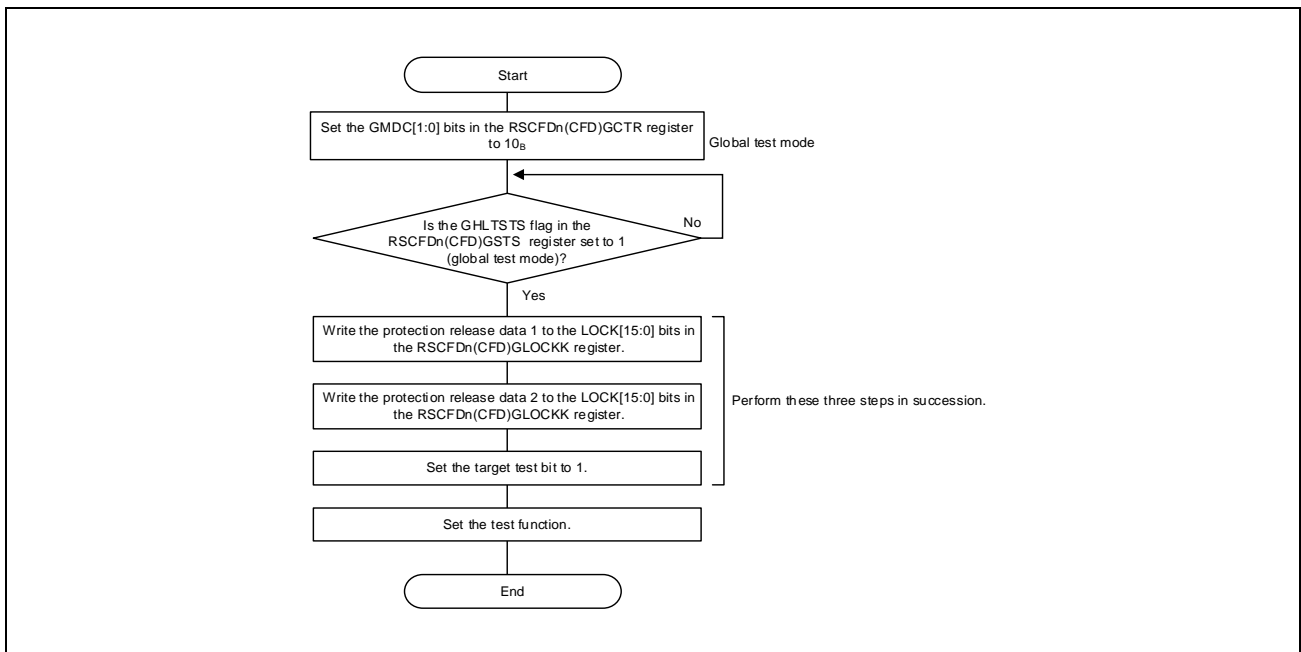 Start
Set the GMDC[1:0] bits in the RSCFDn(CFD)GCTR register
to 10B
Global test mode
Is the GHLTSTS flag in the
RSCFDn(CFD)GSTS register set to 1
(global test mode)?
No
Yes
Write the protection release data 1 to the LOCK[15:0] bits in
the RSCFDn(CFD)GLOCKK register.
Write the protection release data 2 to the LOCK[15:0] bits in
the RSCFDn(CFD)GLOCKK register.
Perform these three steps in succession.
Set the target test bit to 1.
Set the test function.
End